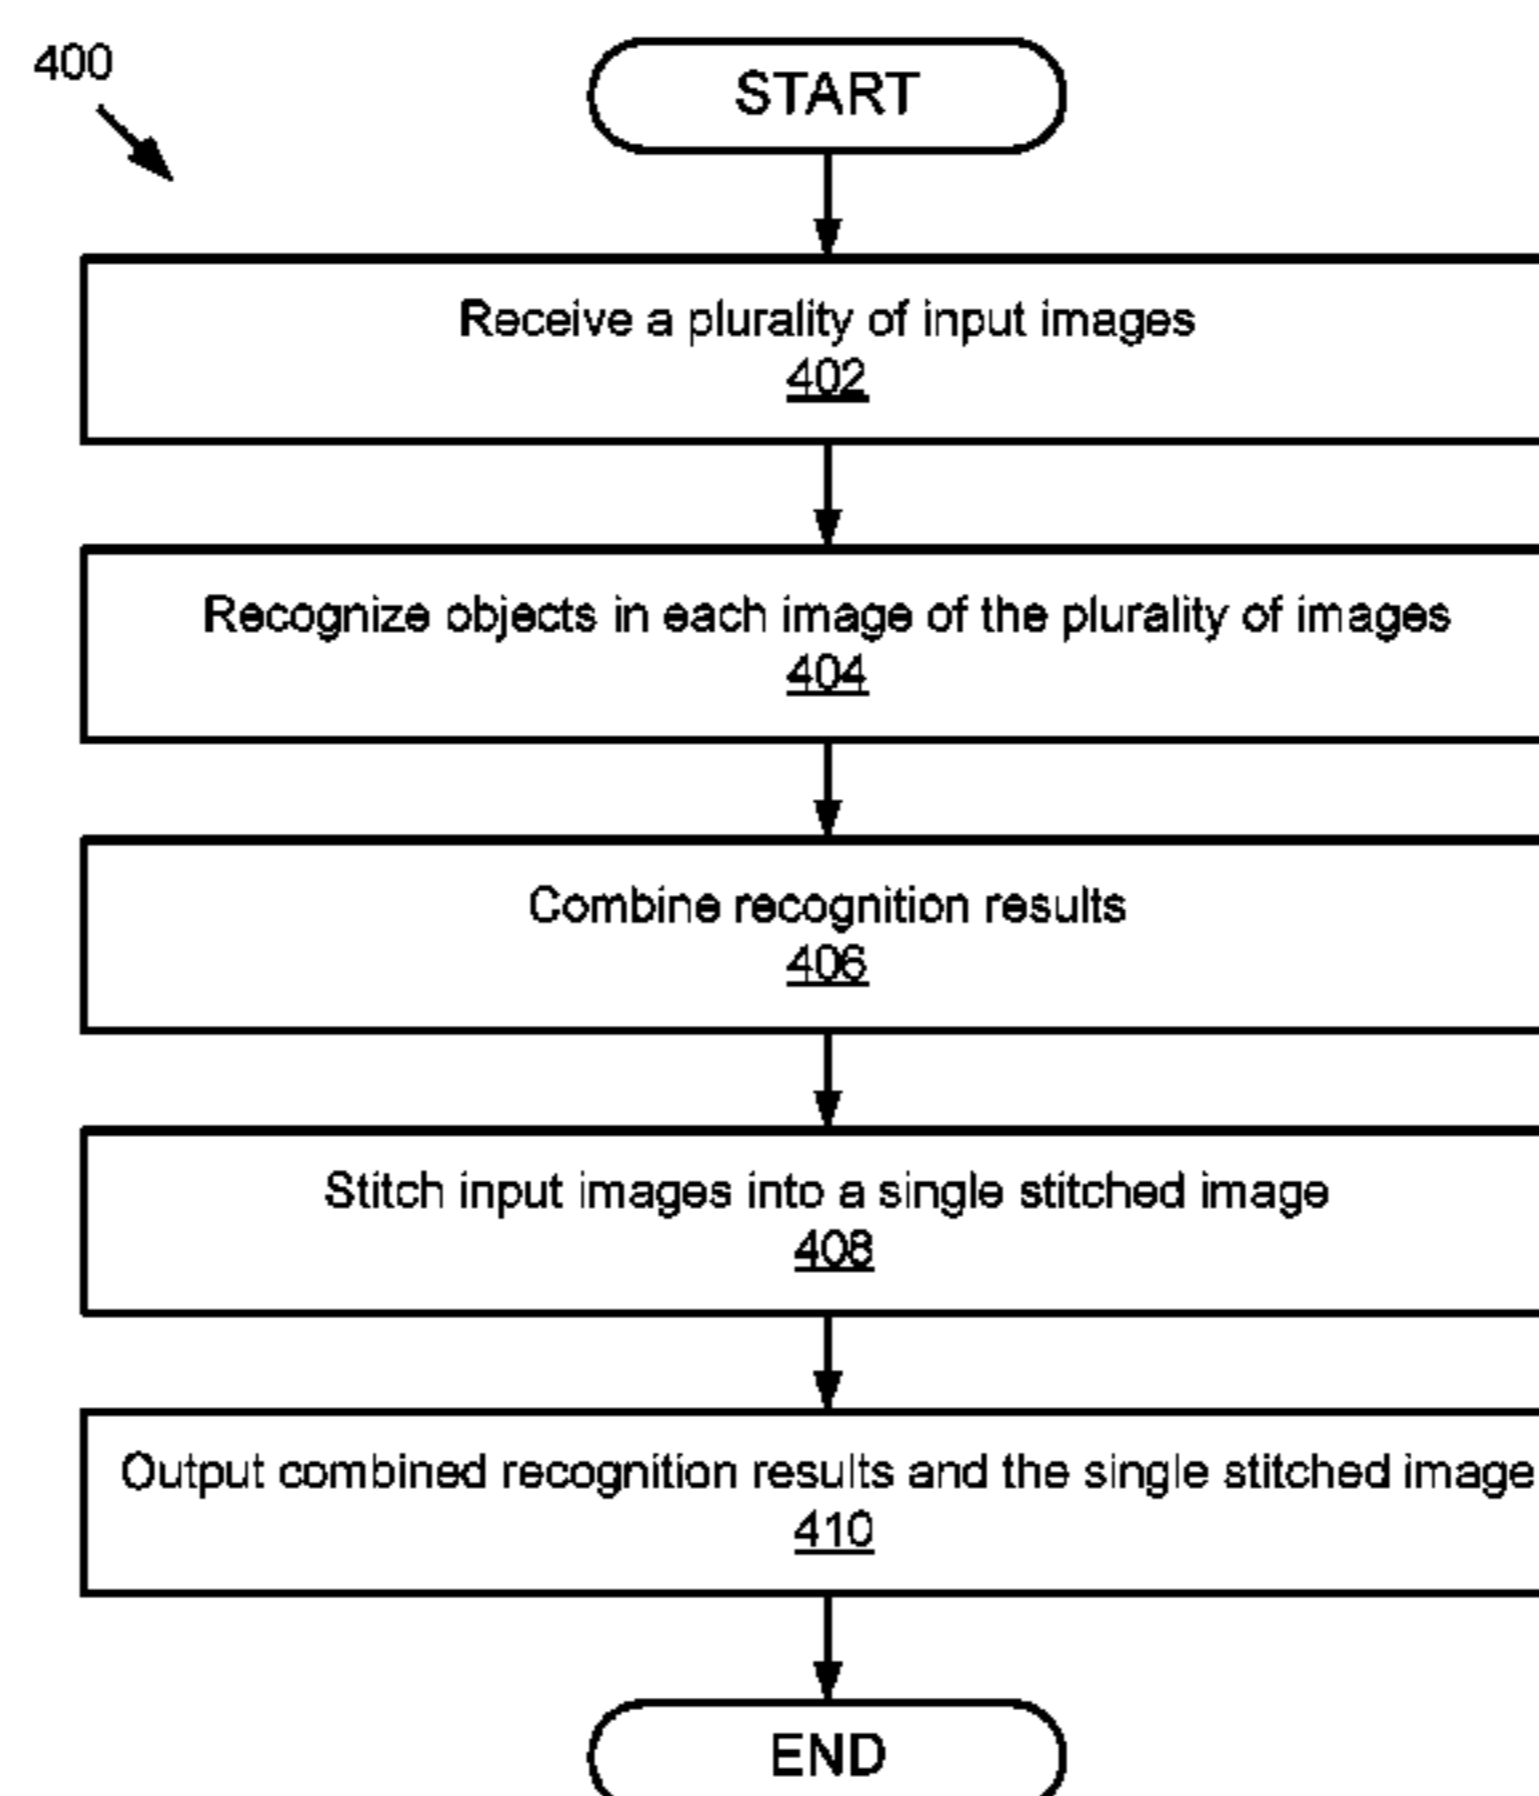 400
START
Receive a plurality of input images
402
Recognize objects in each image of the plurality of images
404
Combine recognition results
406
Stitch input images into a single stitched image
408
Output combined recognition results and the single stitched image
410
END